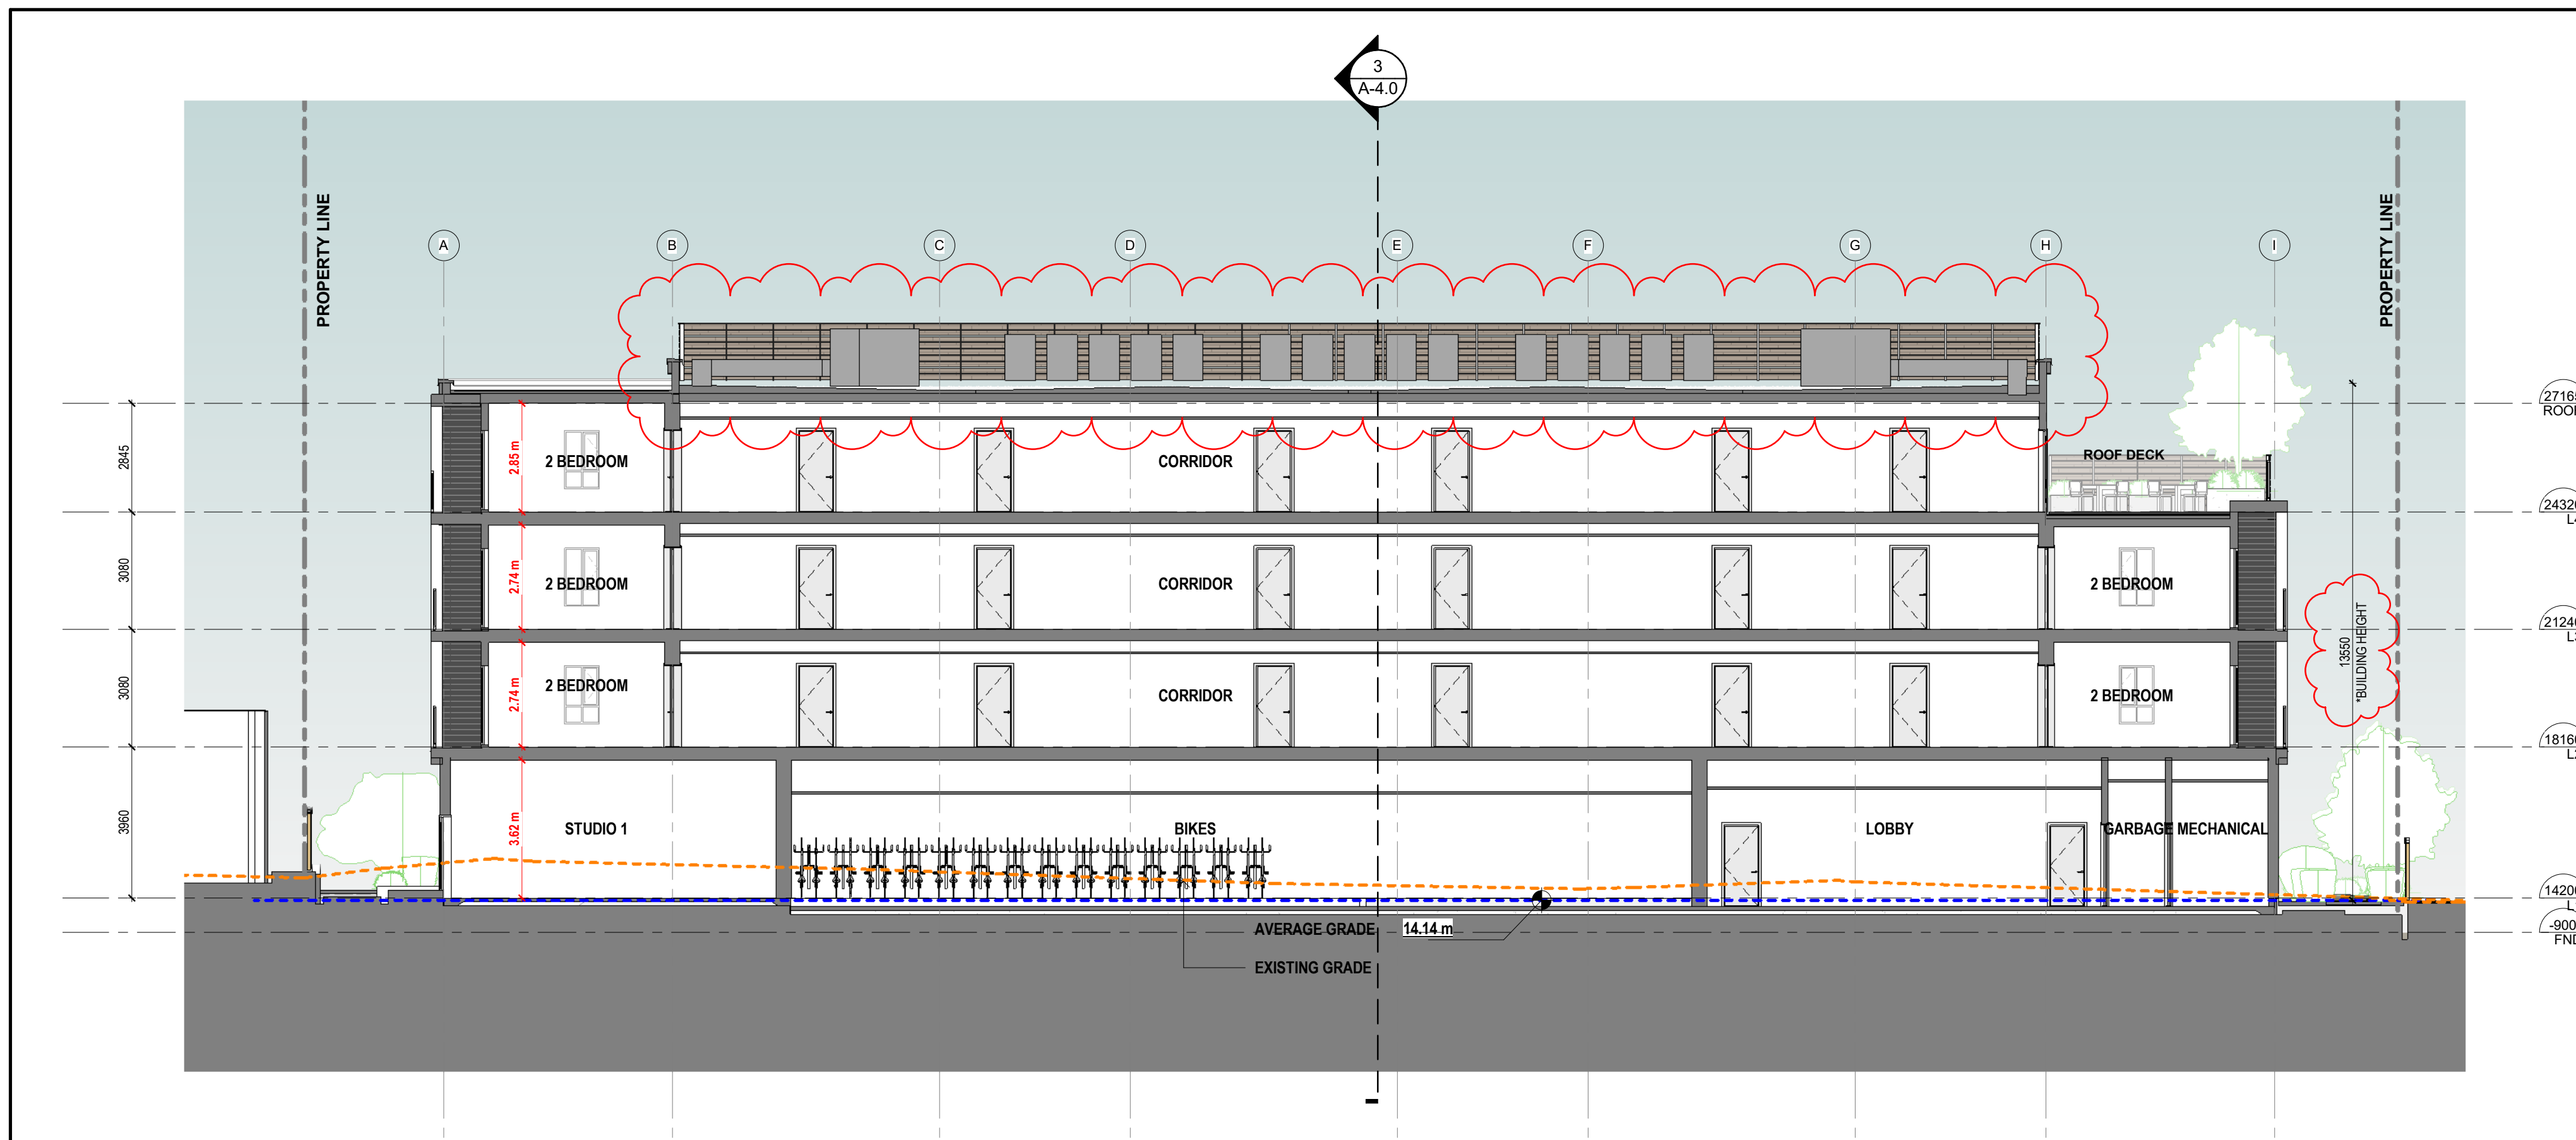 3
A-4.0
PROPERTY LINE
PROPERTY LINE
A
B
C
D
E
F
G
H
I
2845
3080
3080
3960
2.85 m
2.74 m
2.74 m
3.62 m
2 BEDROOM
CORRIDOR
ROOF DECK
2 BEDROOM
CORRIDOR
2 BEDROOM
2 BEDROOM
CORRIDOR
2 BEDROOM
STUDIO 1
BIKES
LOBBY
GARBAGE MECHANICAL
13550
*BUILDING HEIGHT
AVERAGE GRADE
14.14 m
EXISTING GRADE
-900